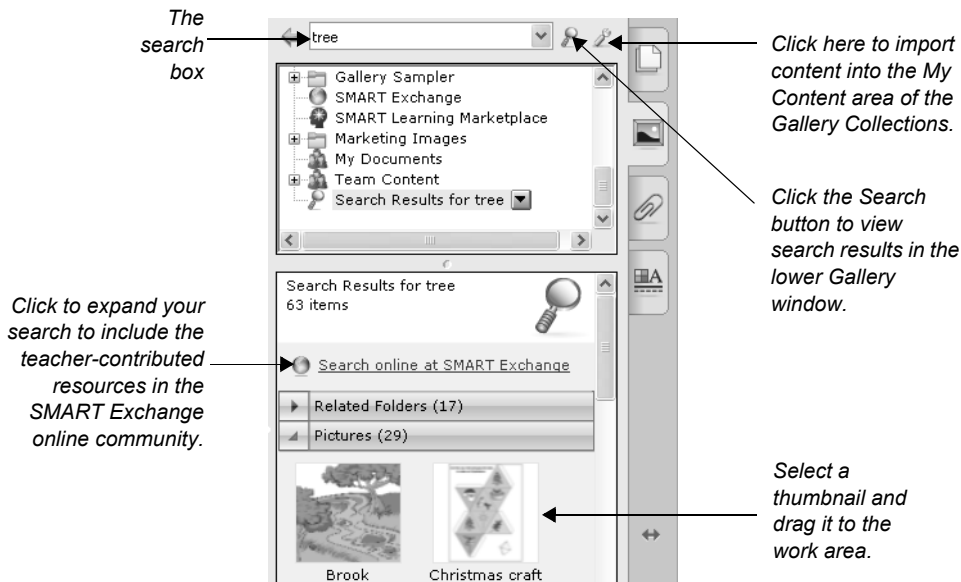 The
search
box
tree
Click here to import
content into the My
Content area of the
Gallery Collections.
Gallery Sampler
SMART Exchange
SMART Learning Marketplace
Marketing Images
My Documents
Team Content
Search Results for tree
Click the Search
button to view
search results in the
lower Gallery
window.
A
Search Results for tree
63 items
Click to expand your
search to include the
teacher-contributed
resources in the
SMART Exchange
online community.
Search online at SMART Exchange
Related Folders (17)
Pictures (29)
Select a
thumbnail and
drag it to the
work area.
Brook
Christmas craft